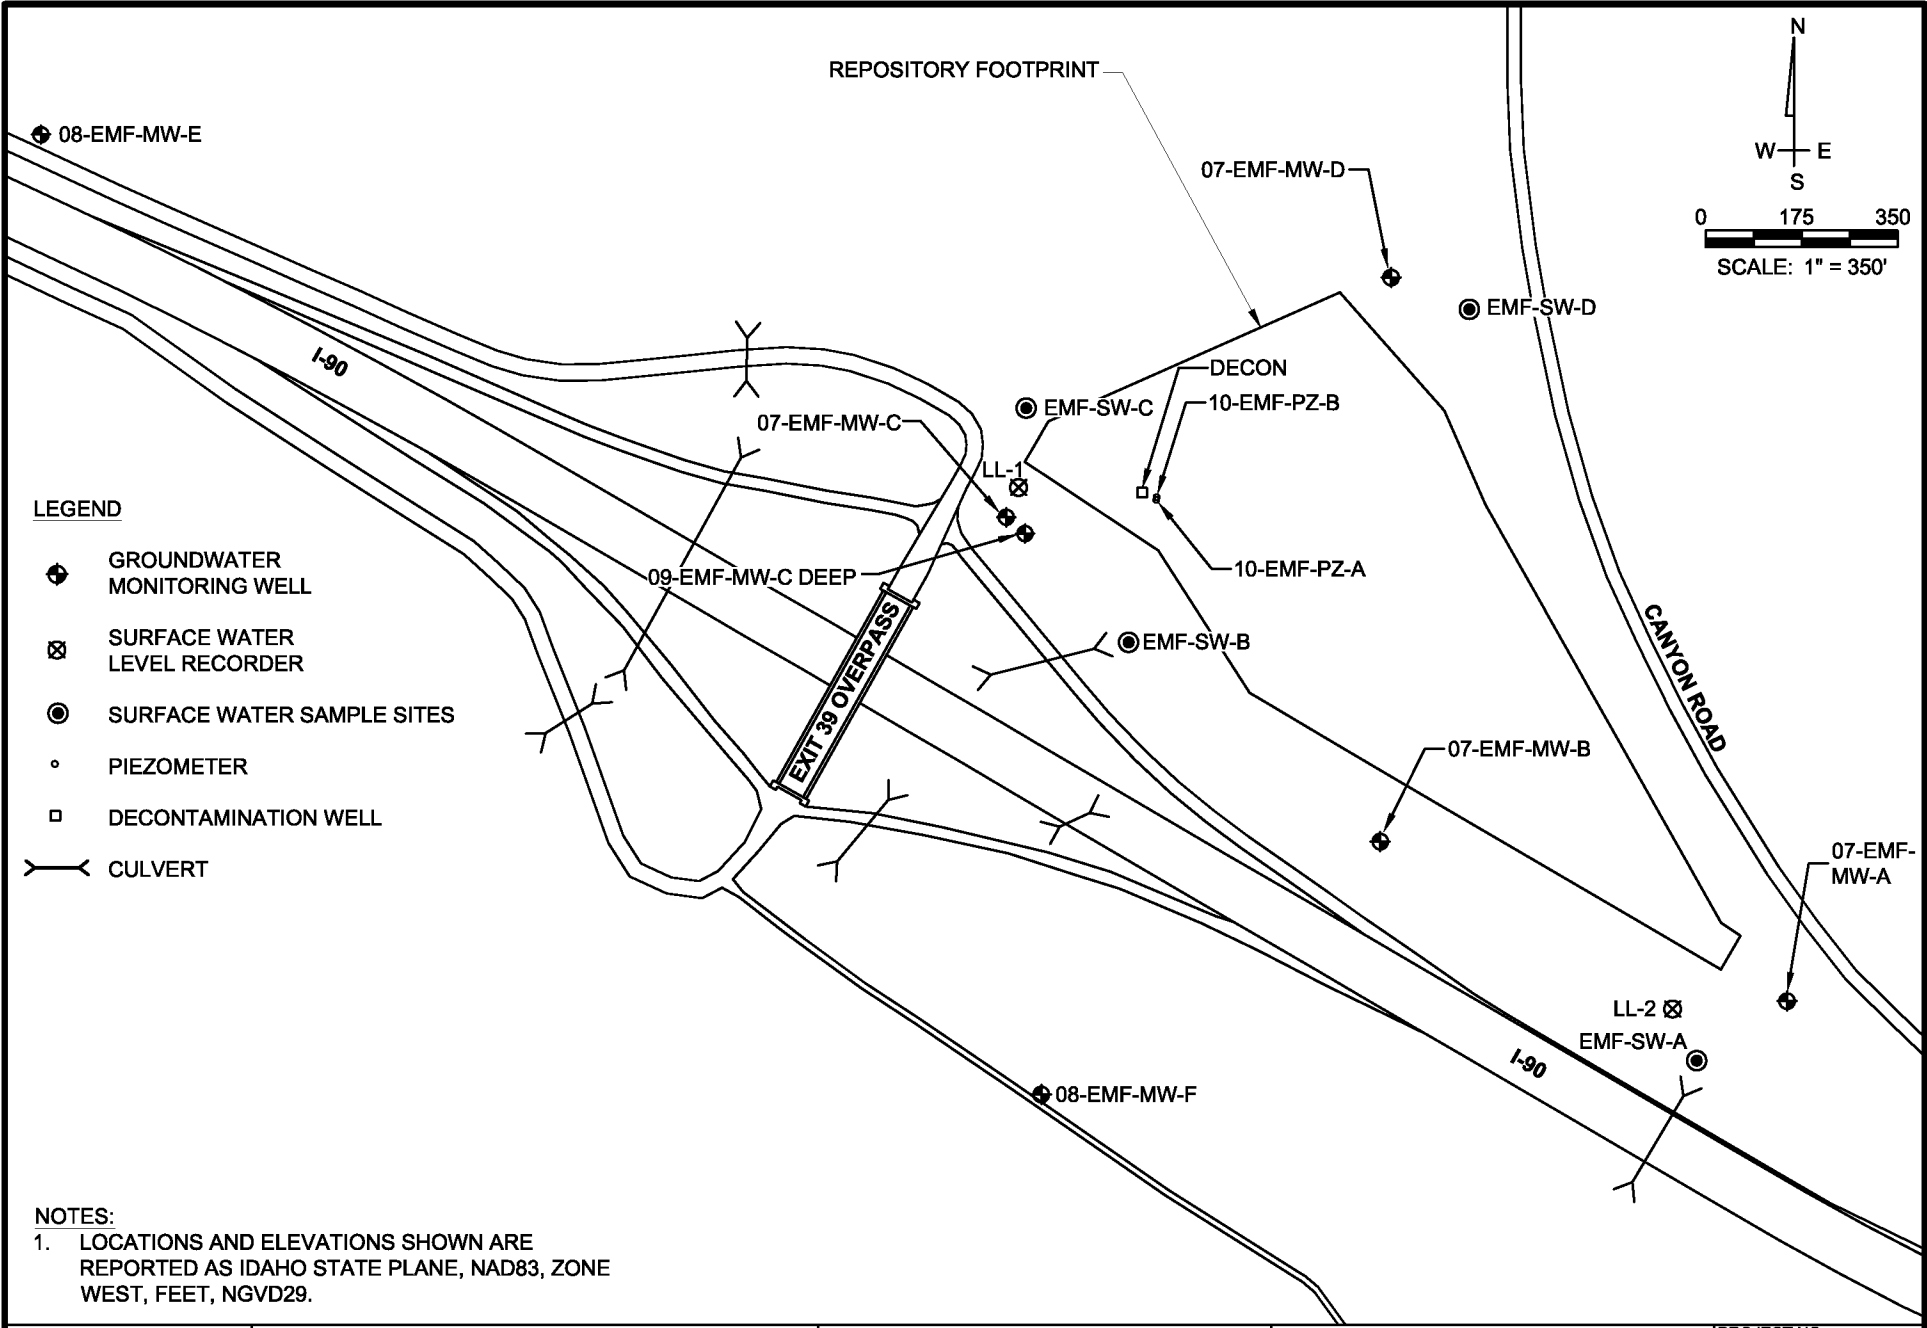 N
REPOSITORY FOOTPRINT
08-EMF-MW-E
W
E
07-EMF-MW-D
S
0 175 350
SCALE: 1" = 350'
EMF-SW-D
I-90
DECON
10-EMF-PZ-B
EMF-SW-C
07-EMF-MW-C
LL-1
LEGEND
GROUNDWATER
MONITORING WELL
SURFACE WATER
LEVEL RECORDER
SURFACE WATER SAMPLE SITES
PIEZOMETER
DECONTAMINATION WELL
CULVERT
09-EMF-MW-C DEEP
10-EMF-PZ-A
EXIT 39 OVERPASS
EMF-SW-B
CANYON ROAD
07-EMF-MW-B
07-EMF-
MW-A
LL-2
EMF-SW-A
I-90
08-EMF-MW-F
NOTES:
1. LOCATIONS AND ELEVATIONS SHOWN ARE
REPORTED AS IDAHO STATE PLANE, NAD83, ZONE
WEST, FEET, NGVD29.